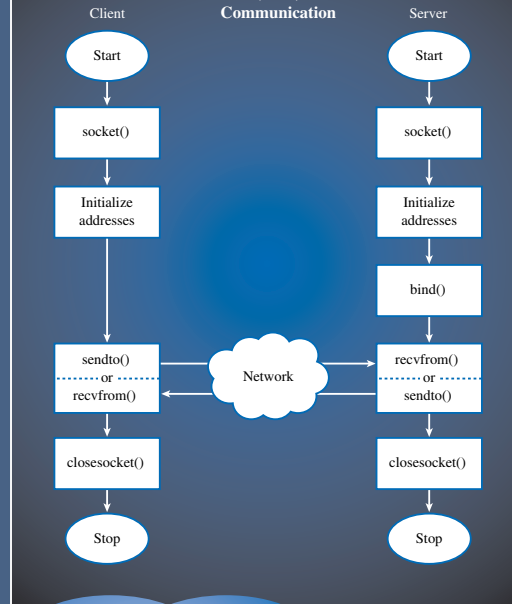 Communication
Client
Server
Start
Start
socket()
socket()
Initialize
addresses
Initialize
addresses
bind()
sendto()
or
recvfrom()
Network
recvfrom()
or
sendto()
closesocket()
closesocket()
Stop
Stop